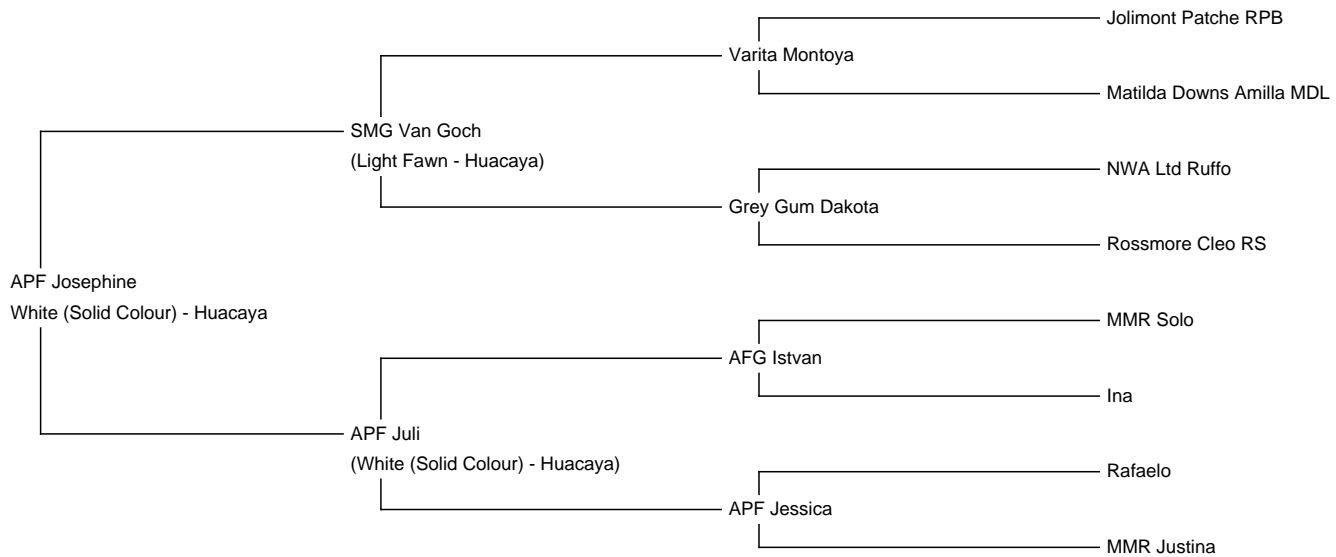 Jolimont Patche RPB
Varita Montoya
Matilda Downs Amilla MDL
SMG Van Goch
(Light Fawn - Huacaya)
NWA Ltd Ruffo
Grey Gum Dakota
Rossmore Cleo RS
APF Josephine
White (Solid Colour) - Huacaya
MMR Solo
AFG Istvan
Ina
APF Juli
(White (Solid Colour) - Huacaya)
Rafaelo
APF Jessica
MMR Justina